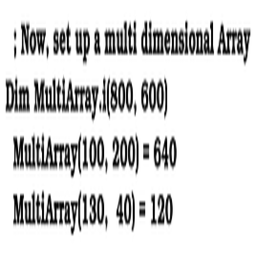 ; Now, set up a multi dimensional Array
Dim MultiArray.i(800, 600)
MultiArray(100, 200) = 640
MultiArray(130, 40) = 120